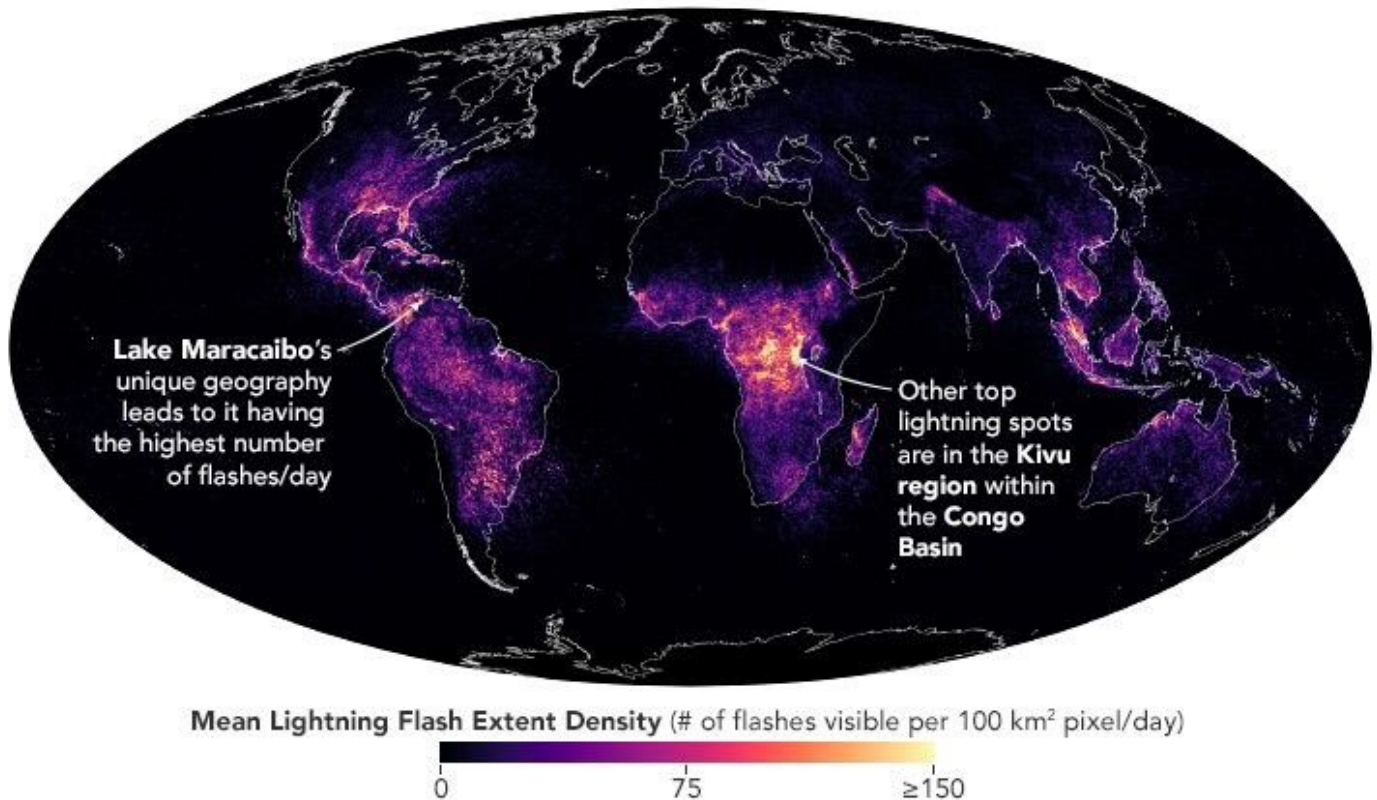 Lake Maracaibo's
unique geography
leads to it having
the highest number
of flashes/day
Other top
lightning spots
are in the Kivu
region within
the Congo
Basin
Mean Lightning Flash Extent Density (# of flashes visible per 100 km² pixel/day)
0 75 ≥150